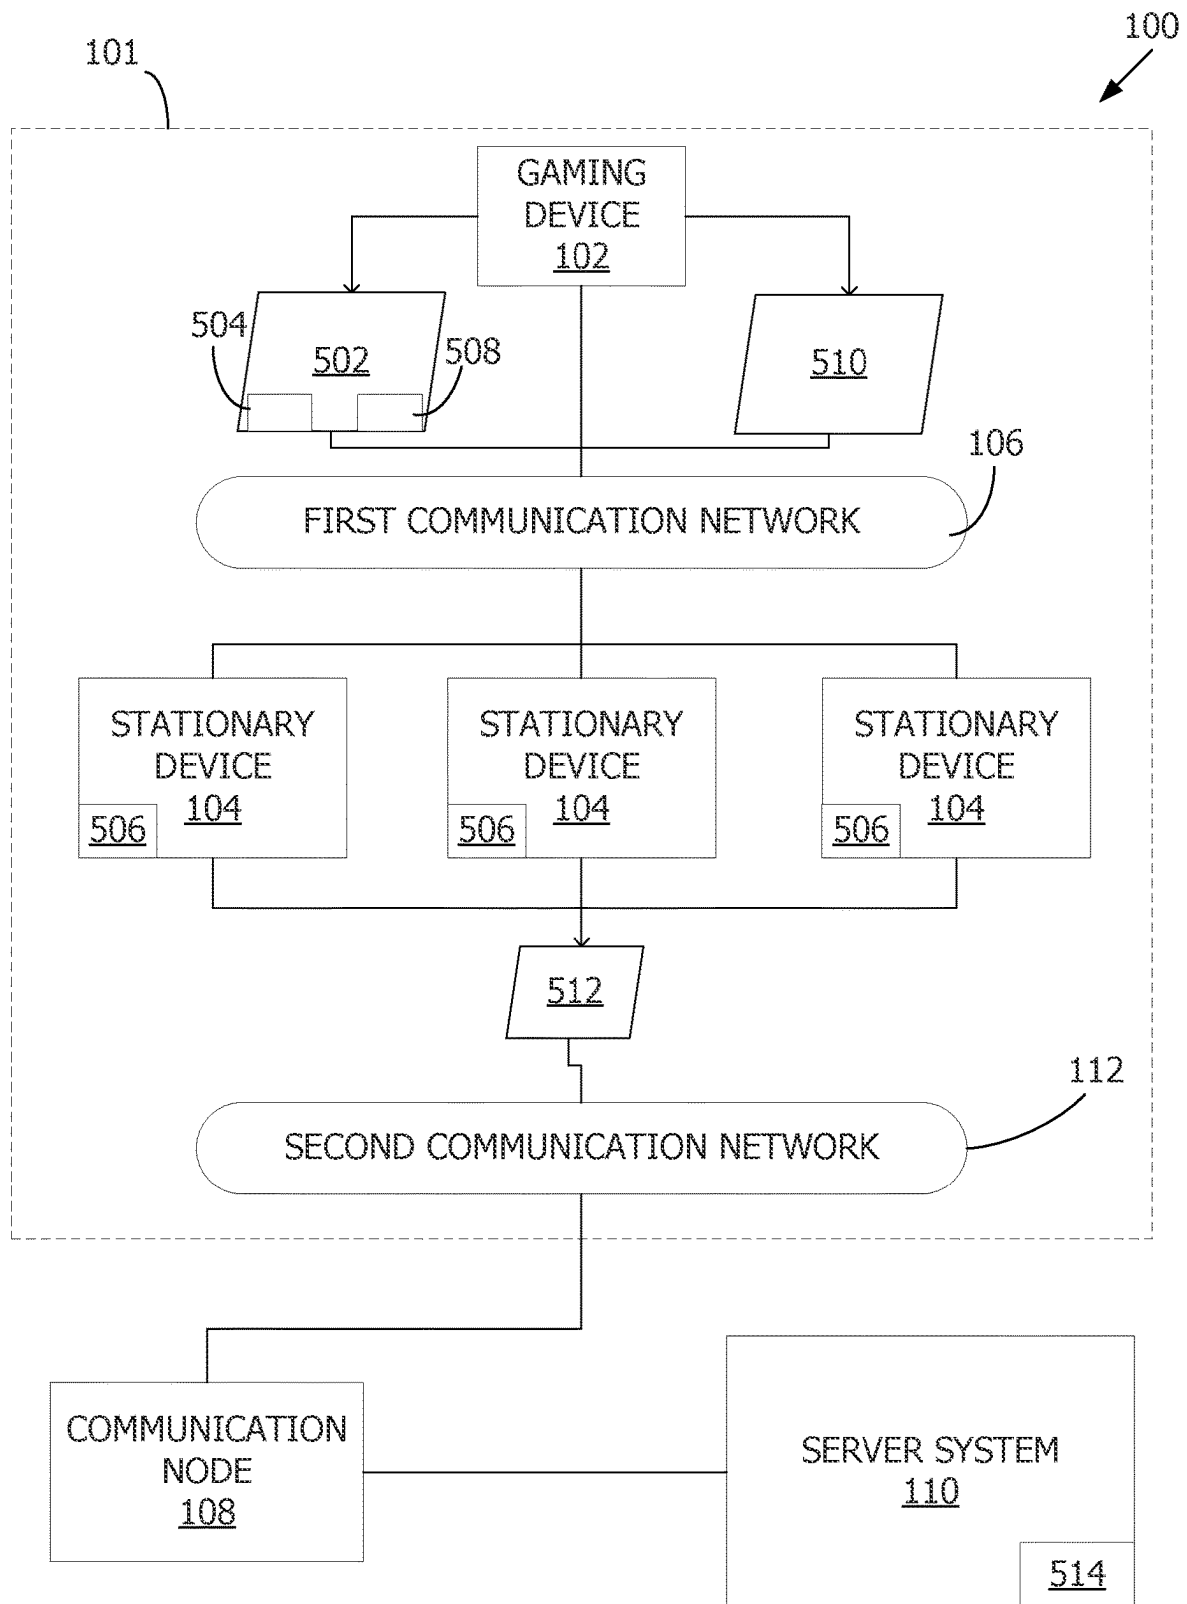 100
101
GAMING
DEVICE
102
504
502
508
510
106
FIRST COMMUNICATION NETWORK
STATIONARY
DEVICE
104
506
STATIONARY
DEVICE
104
506
STATIONARY
DEVICE
104
506
512
112
SECOND COMMUNICATION NETWORK
COMMUNICATION
NODE
108
SERVER SYSTEM
110
514